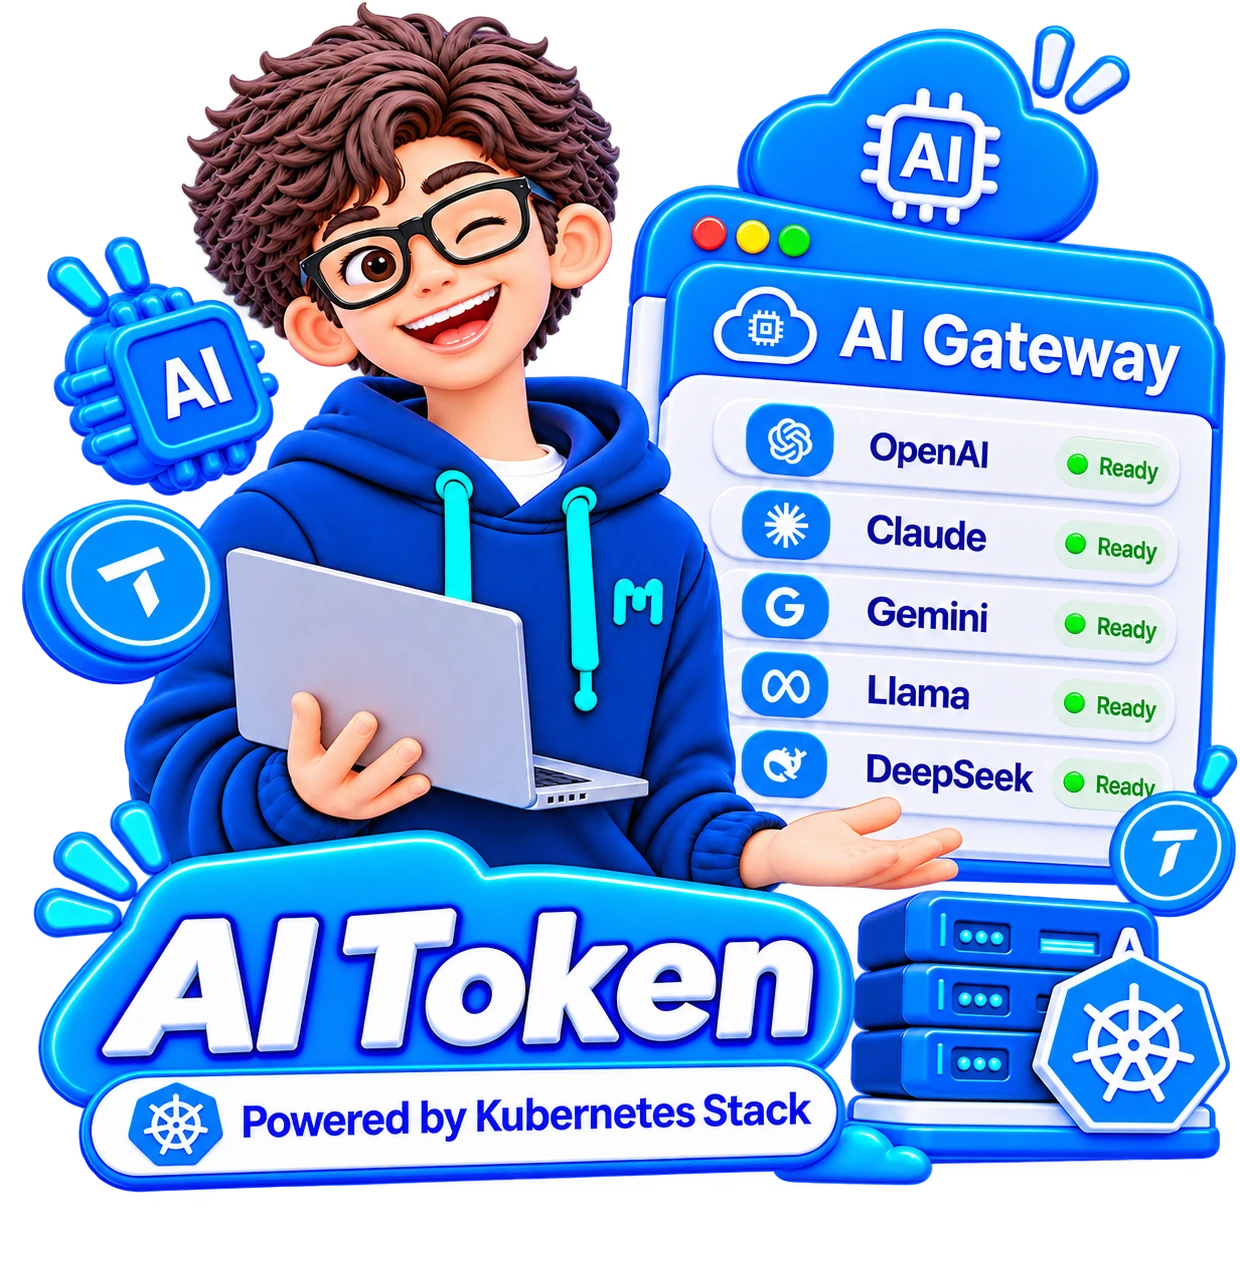 AI
AI Gateway
OpenAI Ready
Claude Ready
Gemini Ready
Llama Ready
DeepSeek Ready
AI
T
M
T
AI Token
Powered by Kubernetes Stack